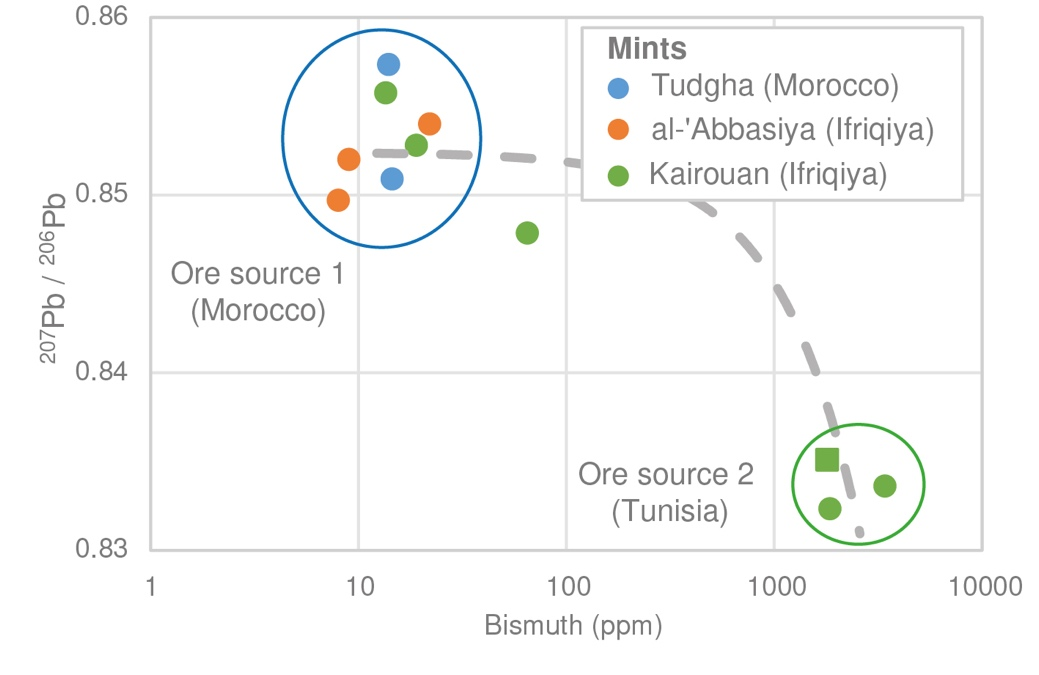 0.86
0.85
0.84
0.83
207Pb / 206Pb
Mints
Tudgha (Morocco)
al-'Abbasiya (Ifriqiya)
Kairouan (Ifriqiya)
Ore source 1
(Morocco)
Ore source 2
(Tunisia)
1 10 100 1000 10000
Bismuth (ppm)